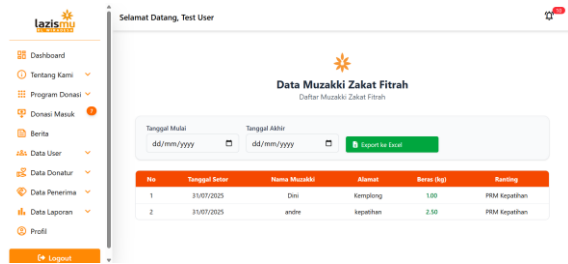 lazismu
Selamat Datang, Test User
Dashboard
Tentang Kami
Program Donasi
Donasi Masuk
Berita
Data User
Data Donatur
Data Penerima
Data Laporan
Profil
Logout
Data Muzakki Zakat Fitrah
Daftar Muzakki Zakat Fitrah
Tanggal Mulai Tanggal Akhir
dd/mm/yyyy dd/mm/yyyy Export ke Excel
No Tanggal Setor Nama Muzakki Alamat Beras (kg) Ranting
1 31/07/2025 Dini Kemplong 1.00 PRM Kepatihan
2 31/07/2025 andre kepatihan 2.50 PRM Kepatihan